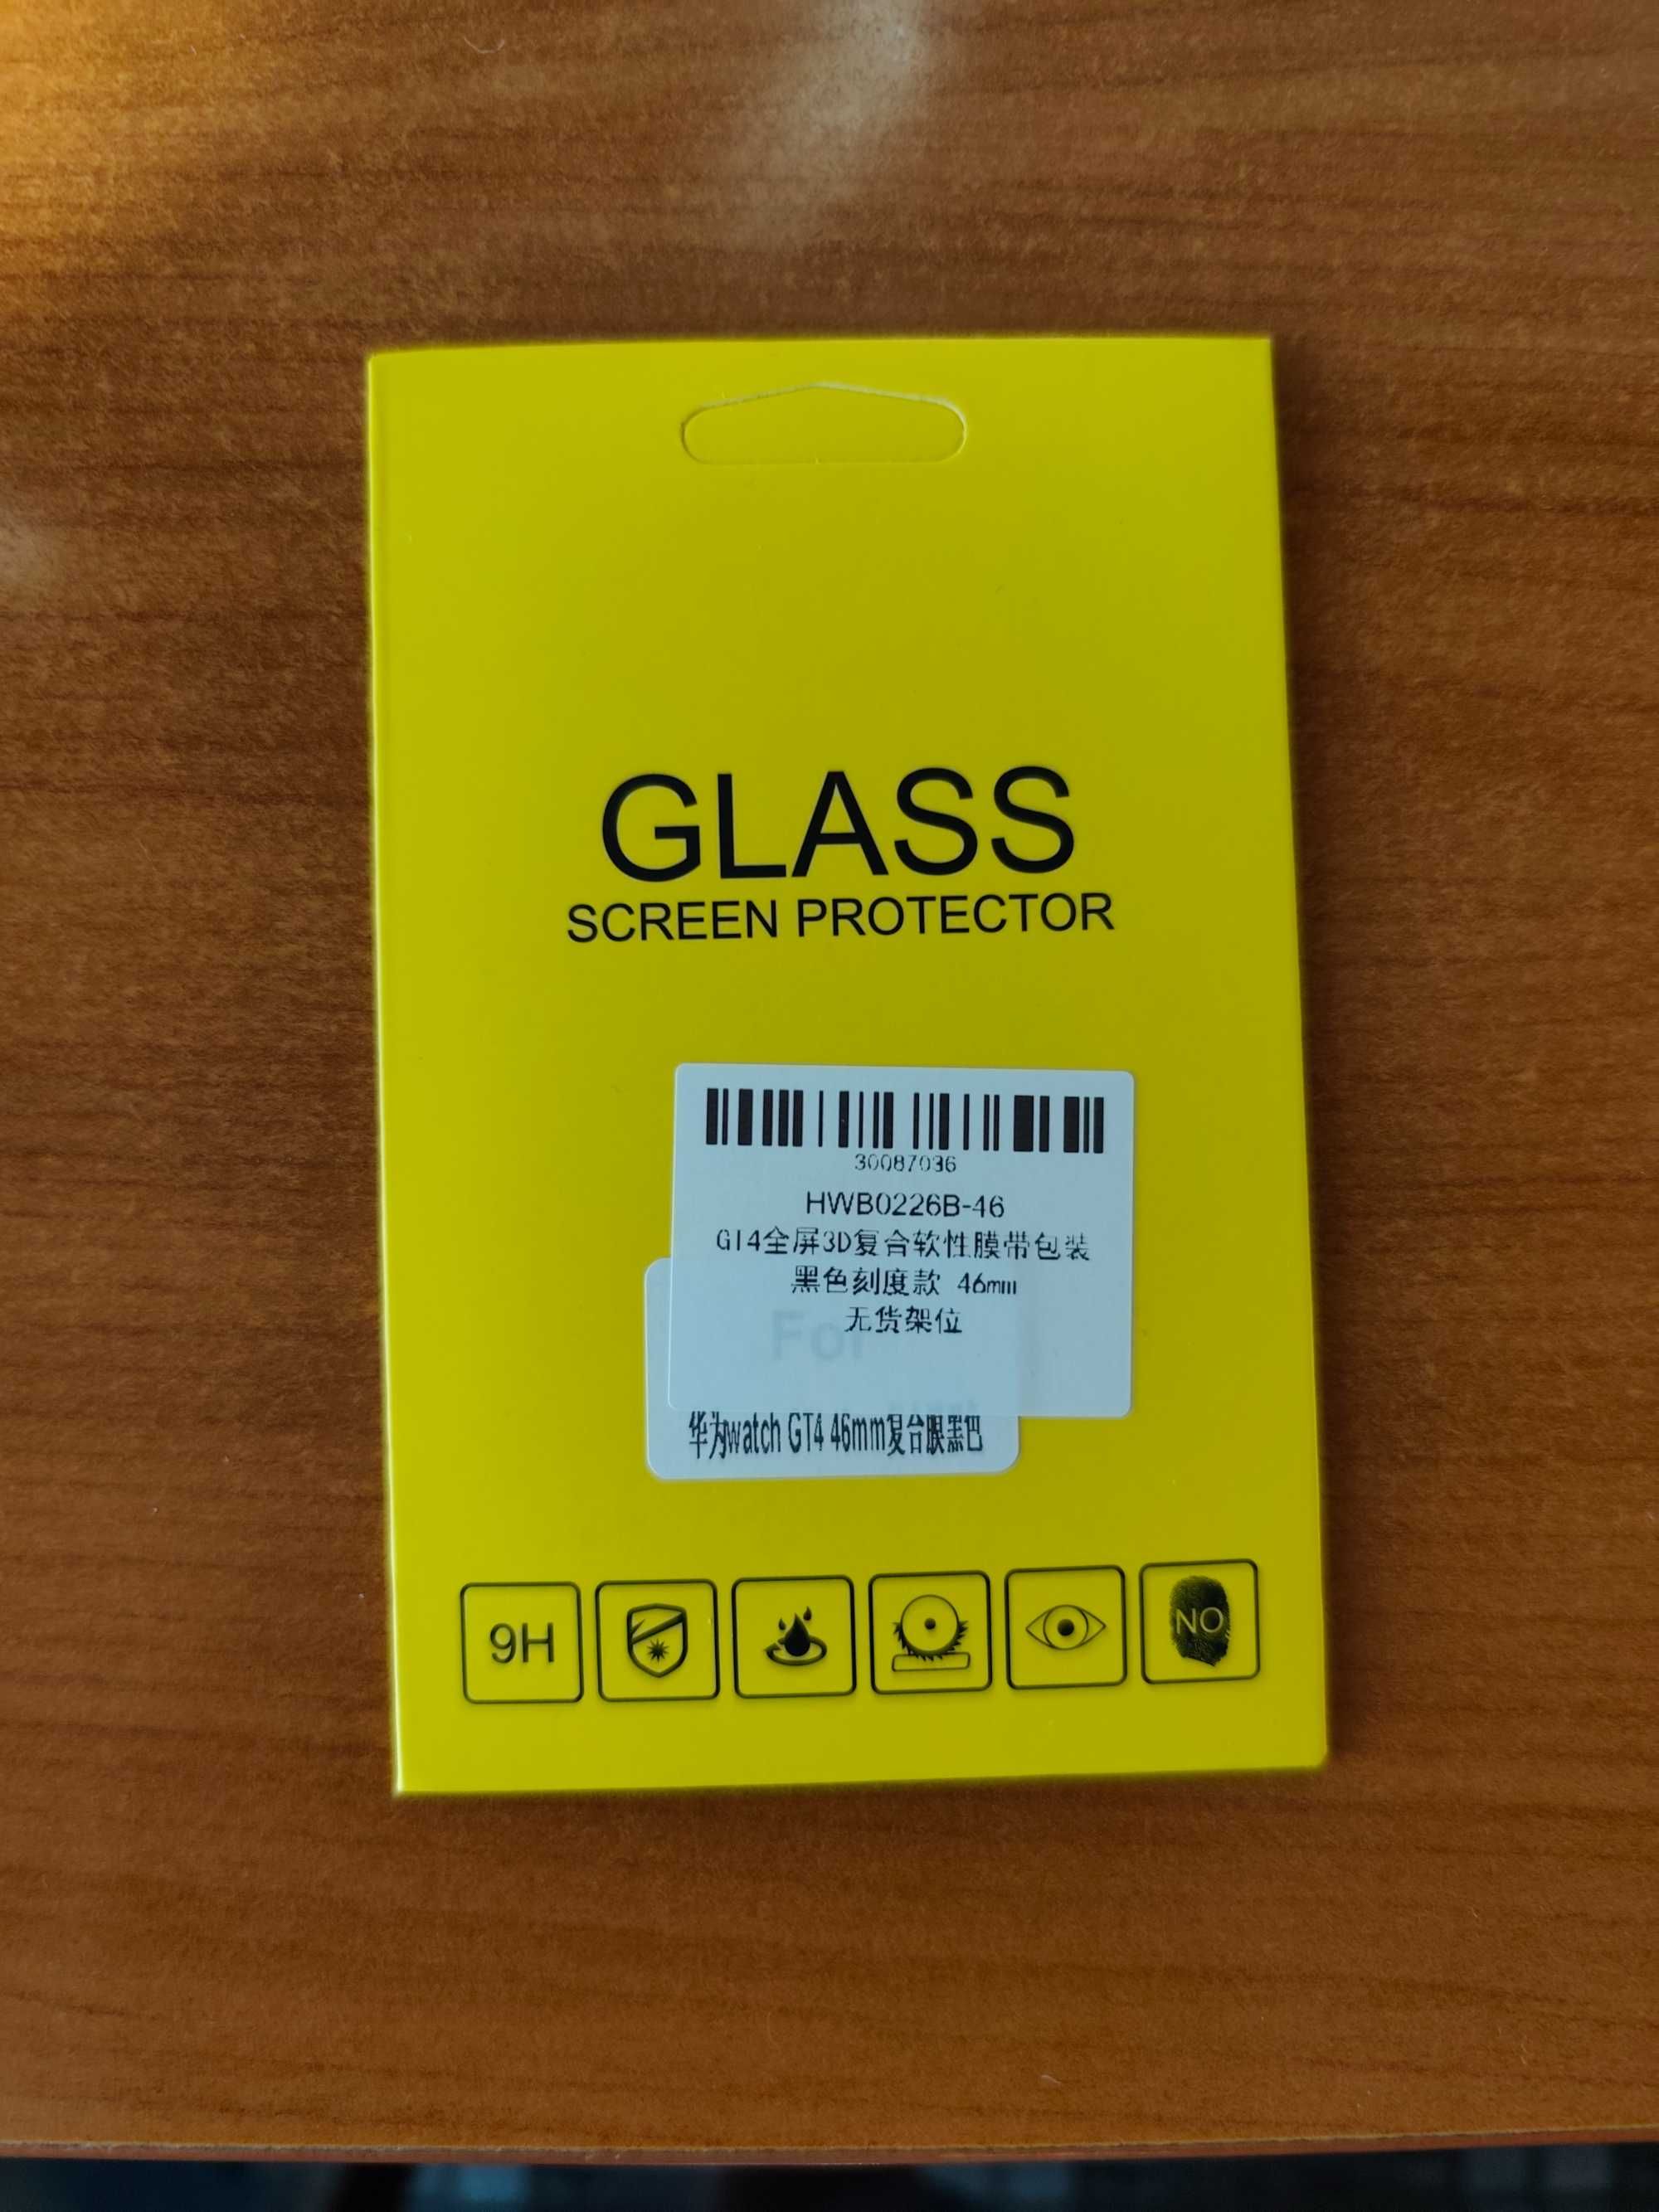 GLASS
SCREEN PROTECTOR
30087036
HWB0226B-46
GT4全屏3D复合软性膜带包装
黑色刻度款 46mm
无货架位
For
华为watch GT4 46mm复合膜黑色
9H
NO